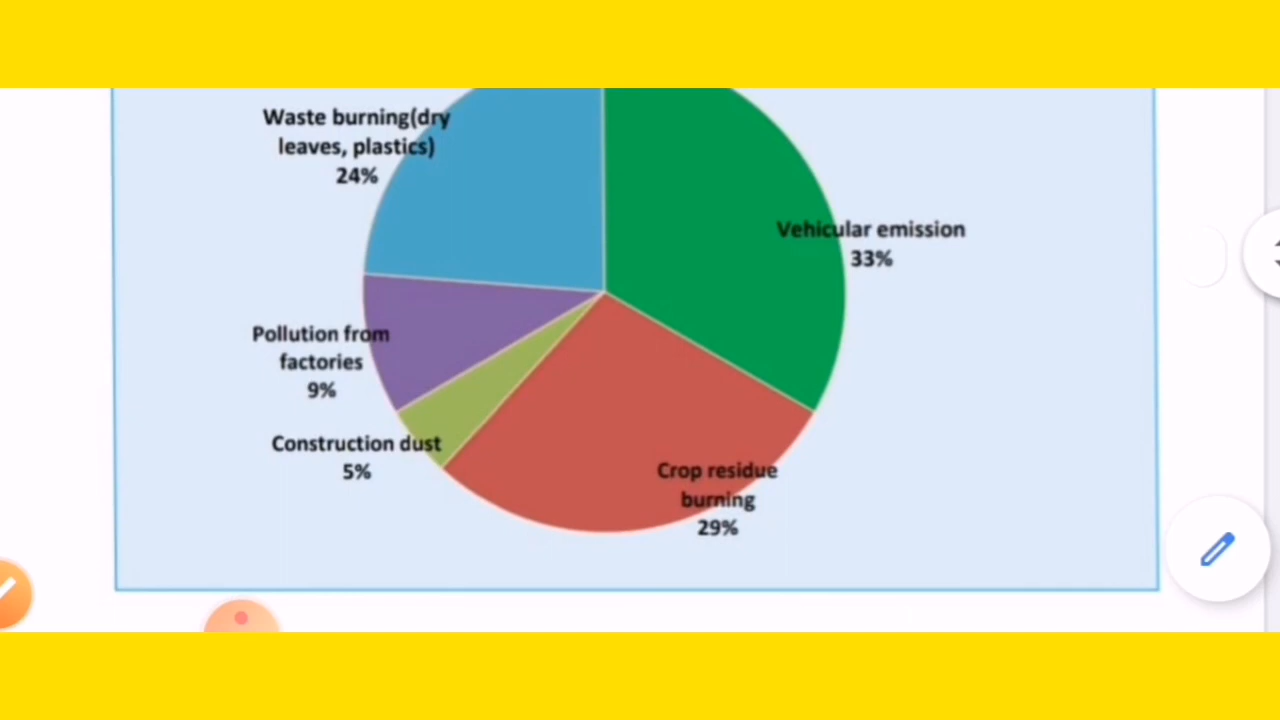 Waste burning(dry
leaves, plastics)
24%
Vehicular emission
33%
Pollution from
factories
9%
Construction dust
5%
Crop residue
burning
29%